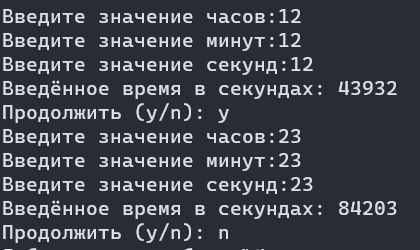 Введите значение часов:12
Введите значение минут:12
Введите значение секунд:12
Введённое время в секундах: 43932
Продолжить (y/n): y
Введите значение часов:23
Введите значение минут:23
Введите значение секунд:23
Введённое время в секундах: 84203
Продолжить (y/n): n